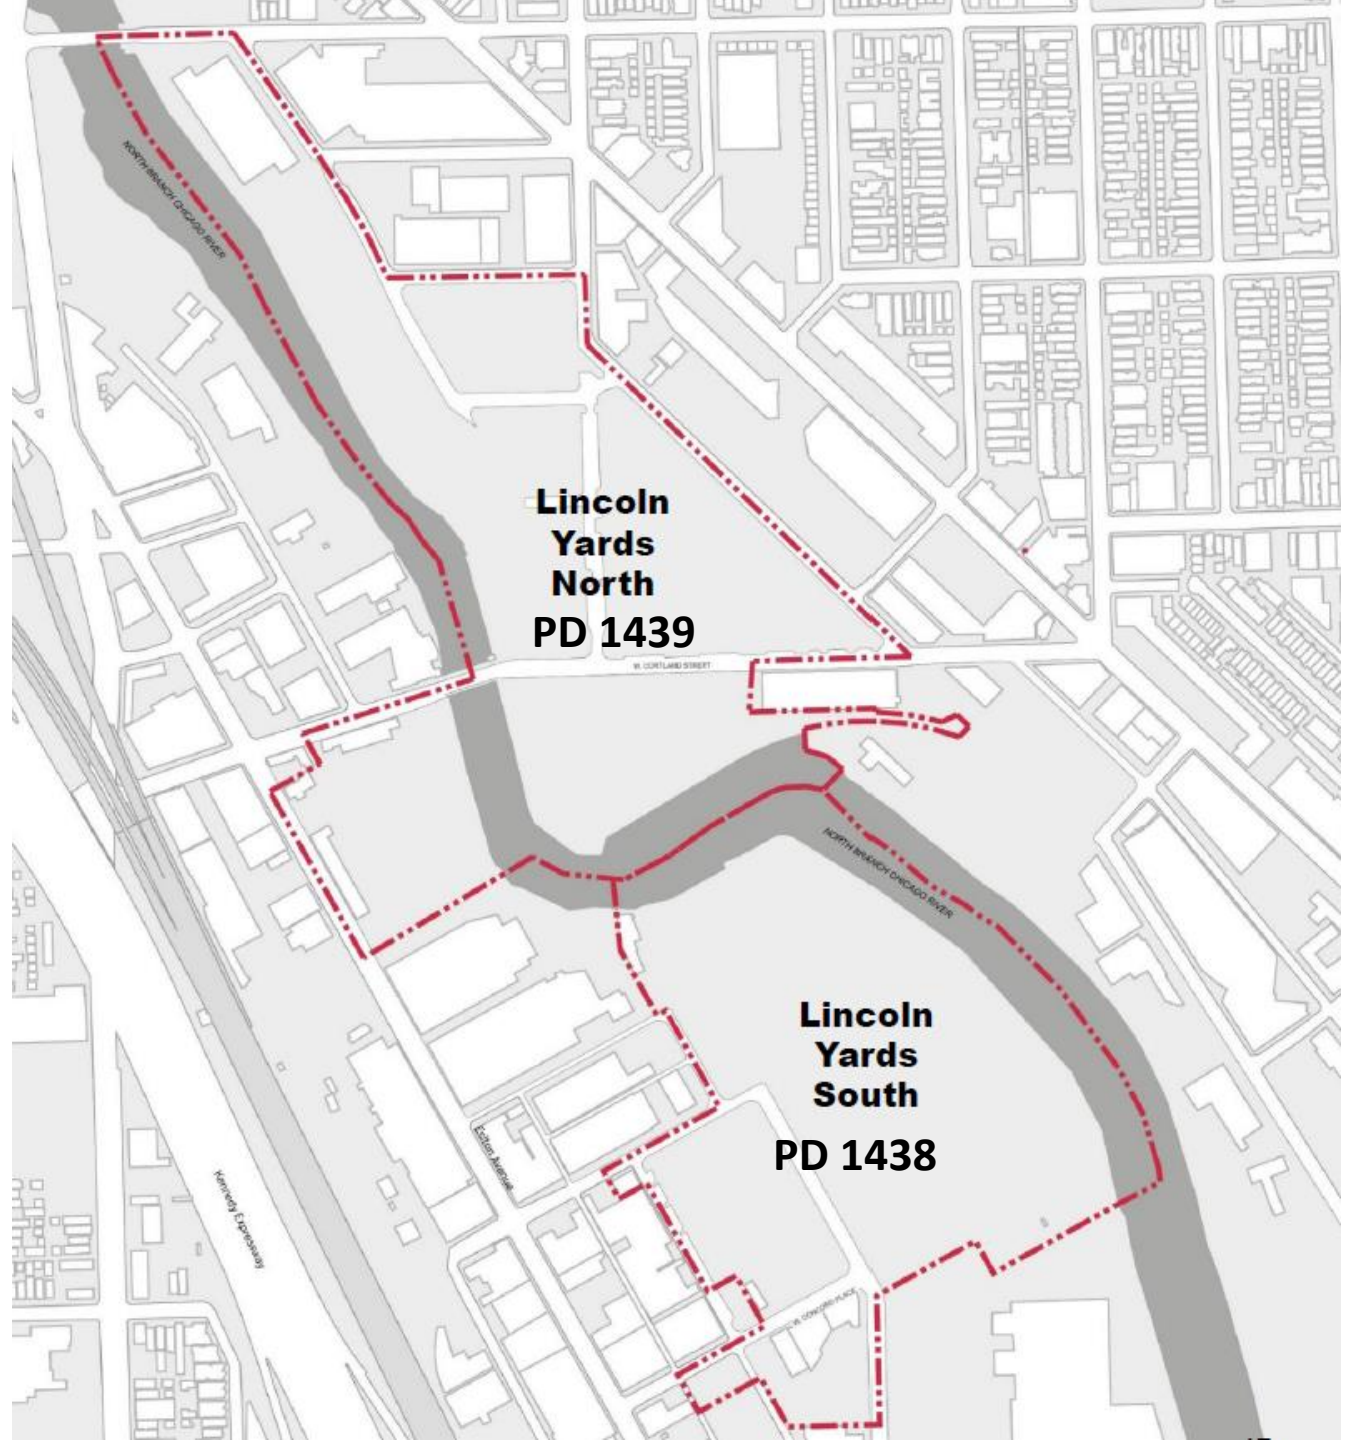 NORTH BRANCH CHICAGO RIVER
Lincoln
Yards
North
PD 1439
W. CORTLAND STREET
NORTH BRANCH CHICAGO RIVER
Lincoln
Yards
South
PD 1438
Elston Avenue
Kennedy Expressway
W. CONCORD PLACE